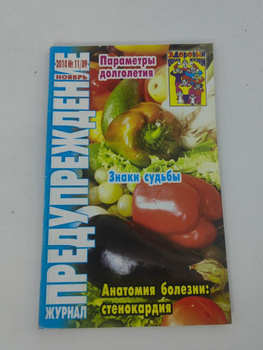 2010 № 11/89
НОЯБРЬ
ЖУРНАЛ
ПРЕДУПРЕЖДЕНИЕ
Параметры
долголетия
ЗДОРОВЫЙ
Знаки судьбы
Анатомия болезни:
стенокардия